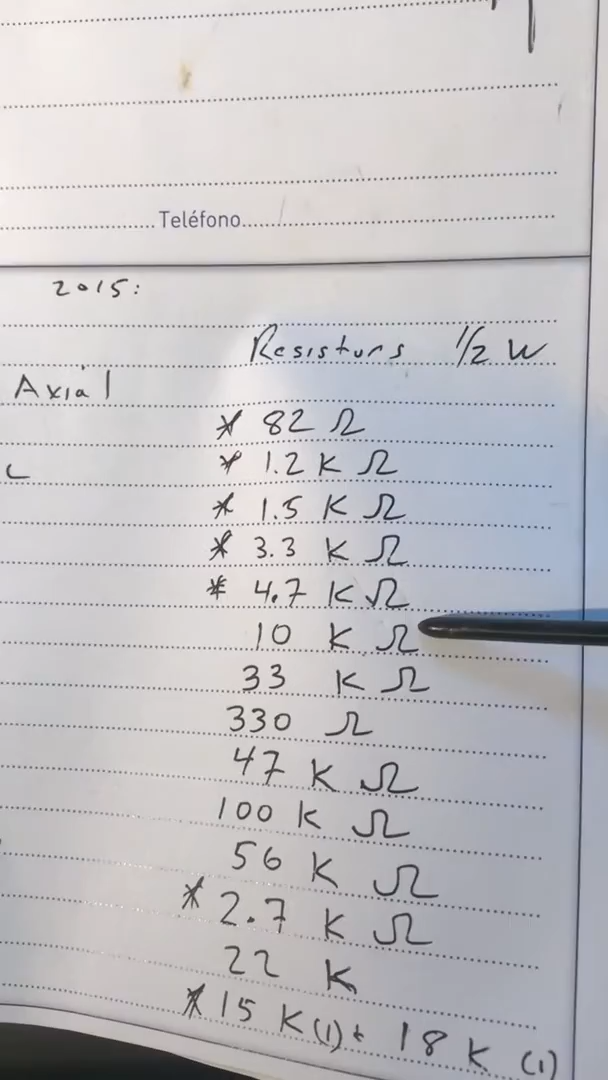 Teléfono
2015:
Resistors 1/2 W
Axial
* 82 Ω
* 1.2 K Ω
* 1.5 K Ω
* 3.3 K Ω
* 4.7 K Ω
10 K Ω
33 K Ω
330 Ω
47 K Ω
100 K Ω
56 K Ω
* 2.7 K Ω
22 K
* 15 K (1) + 18 K (1)